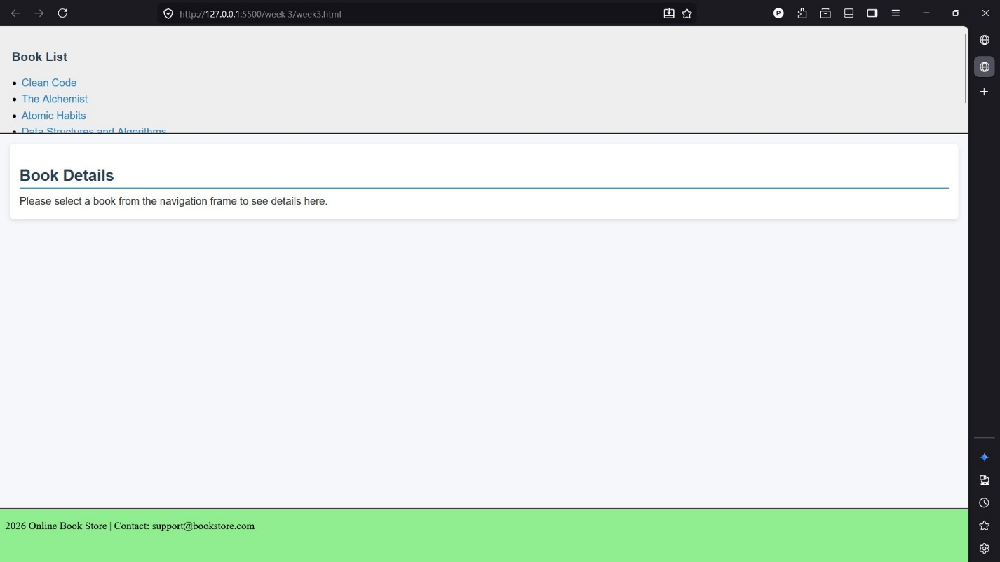 http://127.0.0.1:5500/week 3/week3.html
P
Book List
Clean Code
The Alchemist
Atomic Habits
Data Structures and Algorithms
Book Details
Please select a book from the navigation frame to see details here.
2026 Online Book Store | Contact: support@bookstore.com